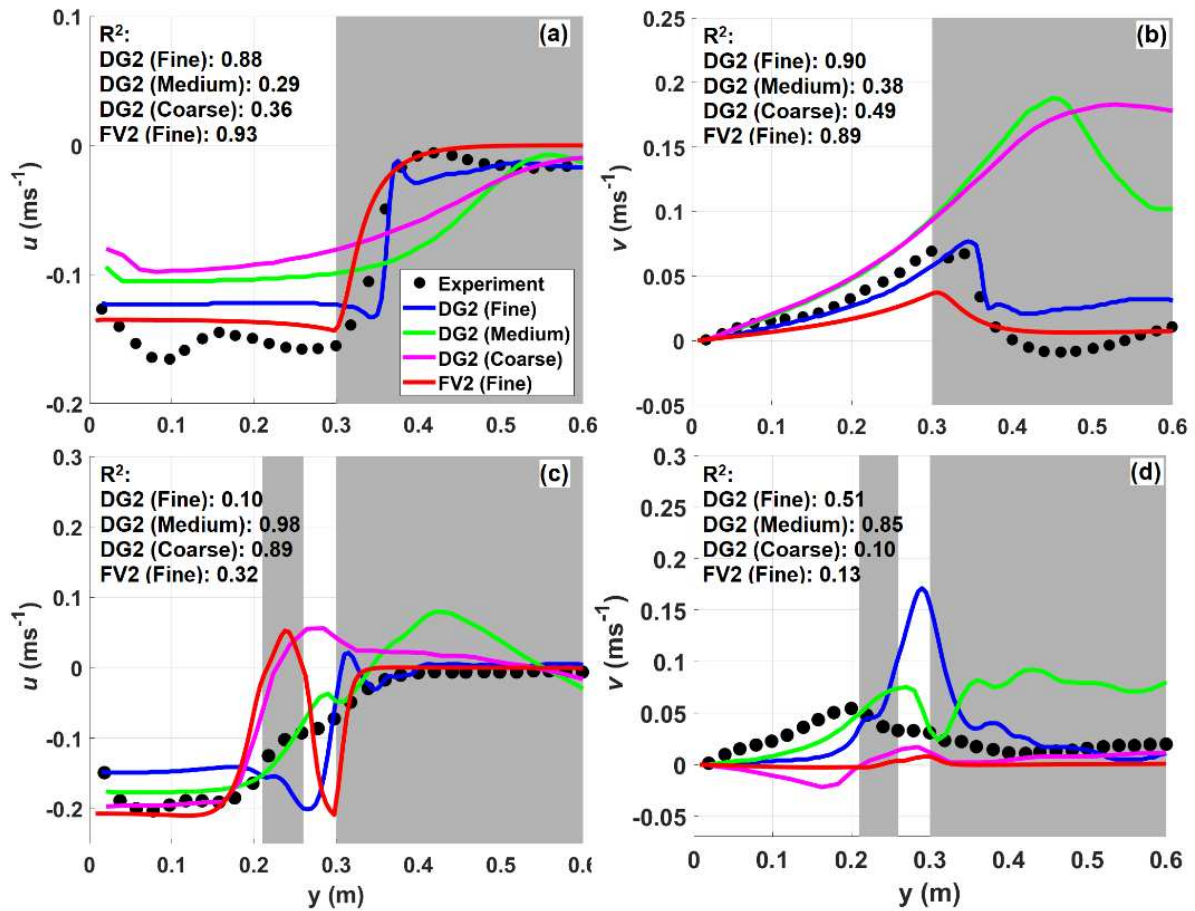 (a)
R²:
DG2 (Fine): 0.88
DG2 (Medium): 0.29
DG2 (Coarse): 0.36
FV2 (Fine): 0.93
0.1
0
-0.1
-0.2
u (ms⁻¹)
Experiment
DG2 (Fine)
DG2 (Medium)
DG2 (Coarse)
FV2 (Fine)
0 0.1 0.2 0.3 0.4 0.5 0.6
(b)
R²:
DG2 (Fine): 0.90
DG2 (Medium): 0.38
DG2 (Coarse): 0.49
FV2 (Fine): 0.89
0.25
0.2
0.15
0.1
0.05
0
-0.05
v (ms⁻¹)
0 0.1 0.2 0.3 0.4 0.5 0.6
(c)
R²:
DG2 (Fine): 0.10
DG2 (Medium): 0.98
DG2 (Coarse): 0.89
FV2 (Fine): 0.32
0.3
0.2
0.1
0
-0.1
-0.2
u (ms⁻¹)
0 0.1 0.2 0.3 0.4 0.5 0.6
y (m)
(d)
R²:
DG2 (Fine): 0.51
DG2 (Medium): 0.85
DG2 (Coarse): 0.10
FV2 (Fine): 0.13
0.3
0.25
0.2
0.15
0.1
0.05
0
-0.05
v (ms⁻¹)
0 0.1 0.2 0.3 0.4 0.5 0.6
y (m)